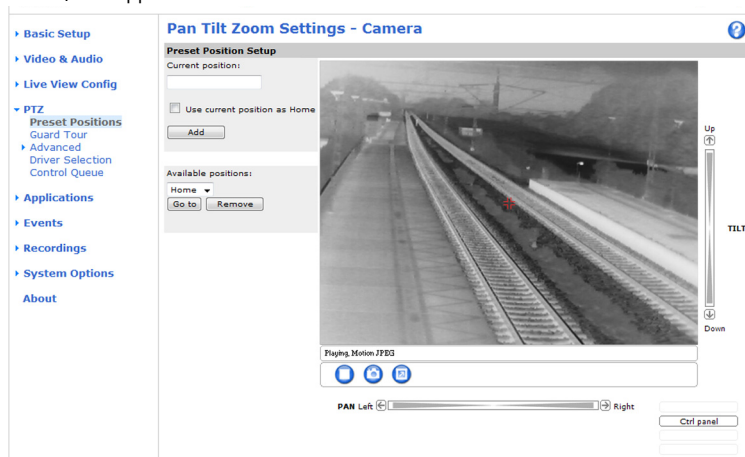 Pan Tilt Zoom Settings - Camera
Basic Setup
Video & Audio
Live View Config
PTZ
Preset Positions
Guard Tour
Advanced
Driver Selection
Control Queue
Applications
Events
Recordings
System Options
About
Preset Position Setup
Current position:
Use current position as Home
Add
Available positions:
Home
Go to Remove
Up
TILT
Down
Playing, Motion JPEG
PAN Left Right
Ctrl panel